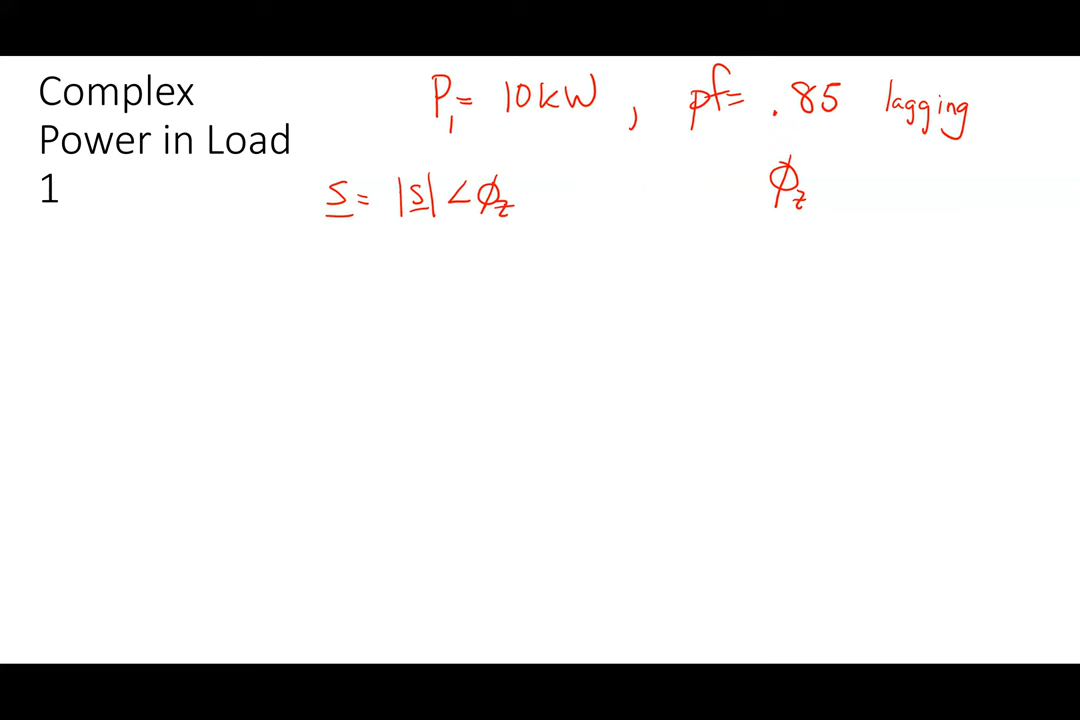 Complex
Power in Load
1
P₁ = 10kW, pf = .85 lagging
S = |S| ∠ϕz
ϕz